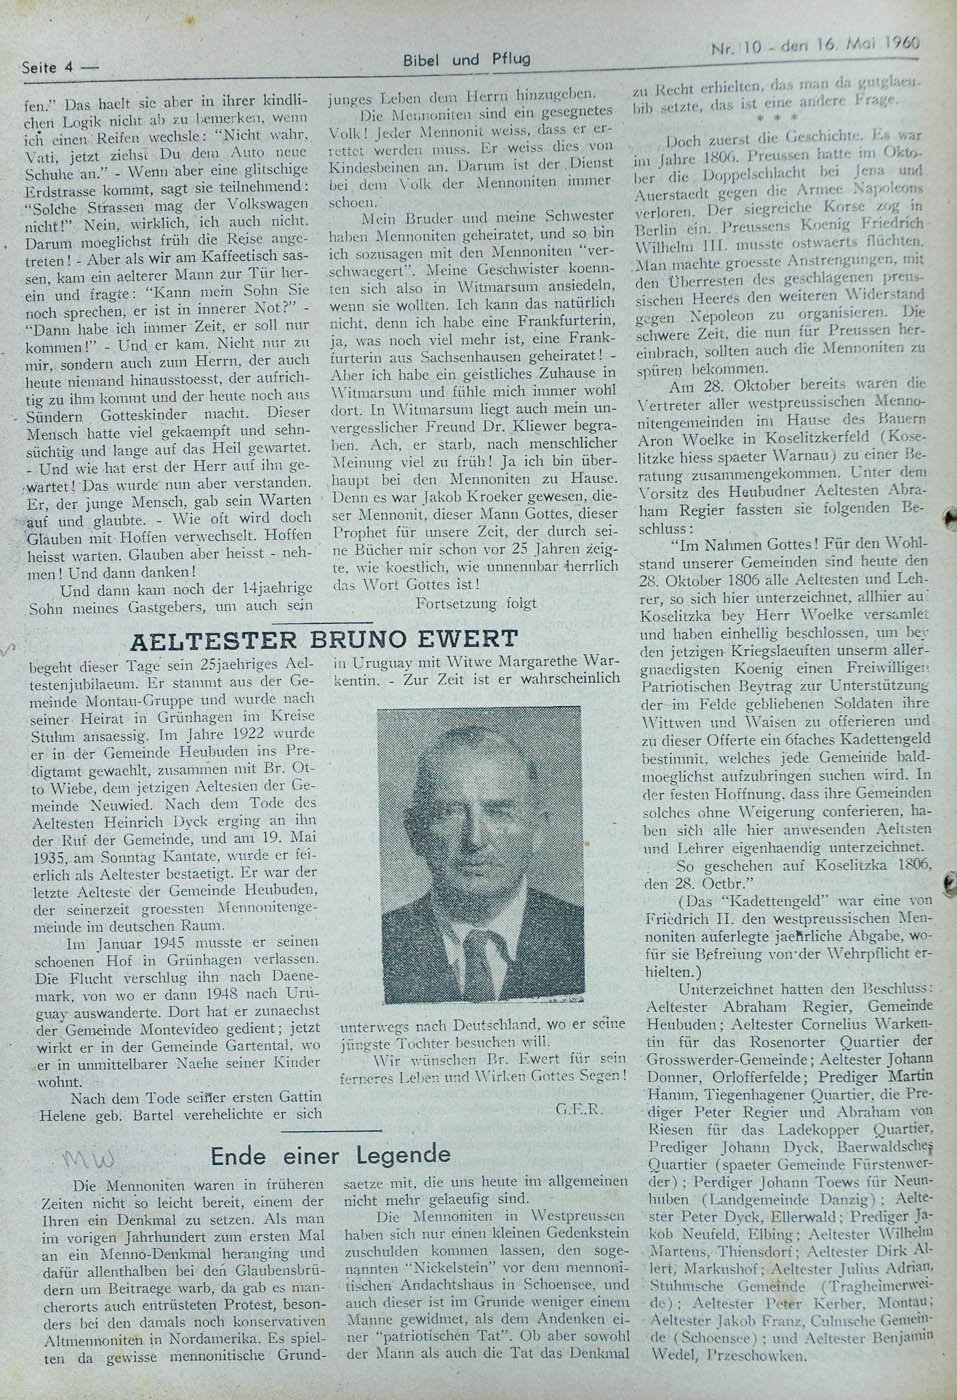 Seite 4 —
Bibel und Pflug
Nr. 10 - den 16. Mai 1960
fen." Das haelt sie aber in ihrer kindli-
chen Logik nicht ab zu bemerken, wenn
ich einen Reifen wechsle: "Nicht wahr,
Vati, jetzt ziehst Du dem Auto neue
Schuhe an." - Wenn aber eine glitschige
Erdstrasse kommt, sagt sie teilnehmend:
"Solche Strassen mag der Volkswagen
nicht!" Nein, wirklich, ich auch nicht.
Darum moeglichst früh die Reise ange-
treten! - Aber als wir am Kaffeetisch sas-
sen, kam ein aelterer Mann zur Tür her-
ein und fragte: "Kann mein Sohn Sie
noch sprechen, er ist in innerer Not?" -
"Dann habe ich immer Zeit, er soll nur
kommen!" - Und er kam. Nicht nur zu
mir, sondern auch zum Herrn, der auch
heute niemand hinausstoesst, der aufrich-
tig zu ihm kommt und der heute noch aus
Sündern Gotteskinder macht. Dieser
Mensch hatte viel gekaempft und sehn-
süchtig und lange auf das Heil gewartet.
- Und wie hat erst der Herr auf ihn ge-
wartet! Das wurde nun aber verstanden.
Er, der junge Mensch, gab sein Warten
auf und glaubte. - Wie oft wird doch
Glauben mit Hoffen verwechselt. Hoffen
heisst warten. Glauben aber heisst - neh-
men! Und dann danken!
Und dann kam noch der 14jaehrige
Sohn meines Gastgebers, um auch sein
junges Leben dem Herrn hinzugeben.
Die Mennoniten sind ein gesegnetes
Volk! Jeder Mennonit weiss, dass er er-
rettet werden muss. Er weiss dies von
Kindesbeinen an. Darum ist der Dienst
bei dem Volk der Mennoniten immer
schoen.
Mein Bruder und meine Schwester
haben Mennoniten geheiratet, und so bin
ich sozusagen mit den Mennoniten "ver-
schwaegert". Meine Geschwister koenn-
ten sich also in Witmarsum ansiedeln,
wenn sie wollten. Ich kann das natürlich
nicht, denn ich habe eine Frankfurterin,
ja, was noch viel mehr ist, eine Frank-
furterin aus Sachsenhausen geheiratet! -
Aber ich habe ein geistliches Zuhause in
Witmarsum und fühle mich immer wohl
dort. In Witmarsum liegt auch mein un-
vergesslicher Freund Dr. Kliewer begra-
ben. Ach, er starb, nach menschlicher
Meinung viel zu früh! Ja ich bin über-
haupt bei den Mennoniten zu Hause.
Denn es war Jakob Kroeker gewesen, die-
ser Mennonit, dieser Mann Gottes, dieser
Prophet für unsere Zeit, der durch sei-
ne Bücher mir schon vor 25 Jahren zeig-
te, wie koestlich, wie unnennbar herrlich
das Wort Gottes ist!
Fortsetzung folgt
AELTESTER BRUNO EWERT
begeht dieser Tage sein 25jaehriges Ael-
testenjubilaeum. Er stammt aus der Ge-
meinde Montau-Gruppe und wurde nach
seiner Heirat in Grünhagen im Kreise
Stuhm ansaessig. Im Jahre 1922 wurde
er in der Gemeinde Heubuden ins Pre-
digtamt gewaehlt, zusammen mit Br. Ot-
to Wiebe, dem jetzigen Aeltesten der Ge-
meinde Neuwied. Nach dem Tode des
Aeltesten Heinrich Dyck erging an ihn
der Ruf der Gemeinde, und am 19. Mai
1935, am Sonntag Kantate, wurde er fei-
erlich als Aeltester bestaetigt. Er war der
letzte Aelteste der Gemeinde Heubuden,
der seinerzeit groessten Mennonitenge-
meinde im deutschen Raum.
Im Januar 1945 musste er seinen
schoenen Hof in Grünhagen verlassen.
Die Flucht verschlug ihn nach Daene-
mark, von wo er dann 1948 nach Uru-
guay auswanderte. Dort hat er zunaechst
der Gemeinde Montevideo gedient; jetzt
wirkt er in der Gemeinde Gartental, wo
er in unmittelbarer Naehe seiner Kinder
wohnt.
Nach dem Tode seiner ersten Gattin
Helene geb. Bartel verehelichte er sich
in Uruguay mit Witwe Margarethe War-
kentin. - Zur Zeit ist er wahrscheinlich
unterwegs nach Deutschland, wo er seine
jüngste Tochter besuchen will.
Wir wünschen Br. Ewert für sein
ferneres Leben und Wirken Gottes Segen!
G.E.R.
MW
Ende einer Legende
Die Mennoniten waren in früheren
Zeiten nicht so leicht bereit, einem der
Ihren ein Denkmal zu setzen. Als man
im vorigen Jahrhundert zum ersten Mal
an ein Menno-Denkmal heranging und
dafür allenthalben bei den Glaubensbrü-
dern um Beitraege warb, da gab es man-
cherorts auch entrüsteten Protest, beson-
ders bei den damals noch konservativen
Altmennoniten in Nordamerika. Es spiel-
ten da gewisse mennonitische Grund-
saetze mit, die uns heute im allgemeinen
nicht mehr gelaeufig sind.
Die Mennoniten in Westpreussen
haben sich nur einen kleinen Gedenkstein
zuschulden kommen lassen, den soge-
nannten "Nickelstein" vor dem mennoni-
tischen Andachtshaus in Schoensee, und
auch dieser ist im Grunde weniger einem
Manne gewidmet, als dem Andenken ei-
ner "patriotischen Tat". Ob aber sowohl
der Mann als auch die Tat das Denkmal
zu Recht erhielten, das man da gutglaeu-
bib setzte, das ist eine andere Frage.
* * *
Doch zuerst die Geschichte. Es war
im Jahre 1806. Preussen hatte im Okto-
ber die Doppelschlacht bei Jena und
Auerstaedt gegen die Armee Napoleons
verloren. Der siegreiche Korse zog in
Berlin ein. Preussens Koenig Friedrich
Wilhelm III. musste ostwaerts flüchten.
Man machte groesste Anstrengungen, mit
den Überresten des geschlagenen preus-
sischen Heeres den weiteren Widerstand
gegen Nepoleon zu organisieren. Die
schwere Zeit, die nun für Preussen her-
einbrach, sollten auch die Mennoniten zu
spüren bekommen.
Am 28. Oktober bereits waren die
Vertreter aller westpreussischen Menno-
nitengemeinden im Hause des Bauern
Aron Woelke in Koselitzkerfeld (Kose-
litzke hiess spaeter Warnau) zu einer Be-
ratung zusammengekommen. Unter dem
Vorsitz des Heubudner Aeltesten Abra-
ham Regier fassten sie folgenden Be-
schluss:
"Im Nahmen Gottes! Für den Wohl-
stand unserer Gemeinden sind heute den
28. Oktober 1806 alle Aeltesten und Leh-
rer, so sich hier unterzeichnet, allhier au
Koselitzka bey Herr Woelke versamlet
und haben einhellig beschlossen, um bey
den jetzigen Kriegslaeuften unserm aller-
gnaedigsten Koenig einen Freiwilligen
Patriotischen Beytrag zur Unterstützung
der im Felde gebliebenen Soldaten ihre
Wittwen und Waisen zu offerieren und
zu dieser Offerte ein 6faches Kadettengeld
bestimmt, welches jede Gemeinde bald-
moeglichst aufzubringen suchen wird. In
der festen Hoffnung, dass ihre Gemeinden
solches ohne Weigerung conferieren, ha-
ben sich alle hier anwesenden Aeltsten
und Lehrer eigenhaendig unterzeichnet.
So geschehen auf Koselitzka 1806,
den 28. Octbr."
(Das "Kadettengeld" war eine von
Friedrich II. den westpreussischen Men-
noniten auferlegte jaehrliche Abgabe, wo-
für sie Befreiung von der Wehrpflicht er-
hielten.)
Unterzeichnet hatten den Beschluss:
Aeltester Abraham Regier, Gemeinde
Heubuden; Aeltester Cornelius Warken-
tin für das Rosenorter Quartier der
Grosswerder-Gemeinde; Aeltester Johann
Donner, Orlofferfelde; Prediger Martin
Hamm, Tiegenhagener Quartier, die Pre-
diger Peter Regier und Abraham von
Riesen für das Ladekopper Quartier,
Prediger Johann Dyck, Baerwaldsches
Quartier (spaeter Gemeinde Fürstenwer-
der); Perdiger Johann Toews für Neun-
huben (Landgemeinde Danzig); Aelte-
ster Peter Dyck, Ellerwald; Prediger Ja-
kob Neufeld, Elbing; Aeltester Wilhelm
Martens, Thiensdorf; Aeltester Dirk Al-
lert, Markushof; Aeltester Julius Adrian,
Stuhmsche Gemeinde (Tragheimerwei-
de); Aeltester Peter Kerber, Montau;
Aeltester Jakob Franz, Culmsche Gemein-
de (Schoensee); und Aeltester Benjamin
Wedel, Przeschowken.